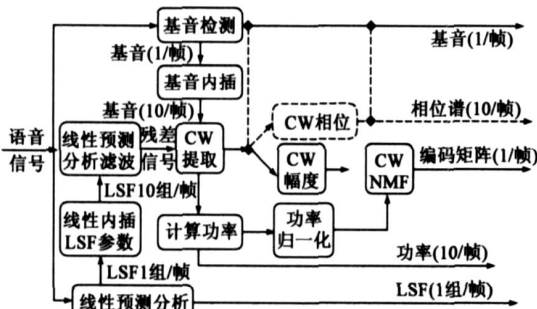 基音检测
基音(1/帧)
基音(1/帧)
基音内插
基音(10/帧)
相位谱(10/帧)
CW相位
语音
信号
线性预测
分析滤波
残差
信号
CW
提取
CW
幅度
CW
NMF
编码矩阵(1/帧)
LSF10组/帧
线性内插
LSF参数
计算功率
功率
归一化
功率(10/帧)
LSF1组/帧
线性预测分析
LSF(1组/帧)